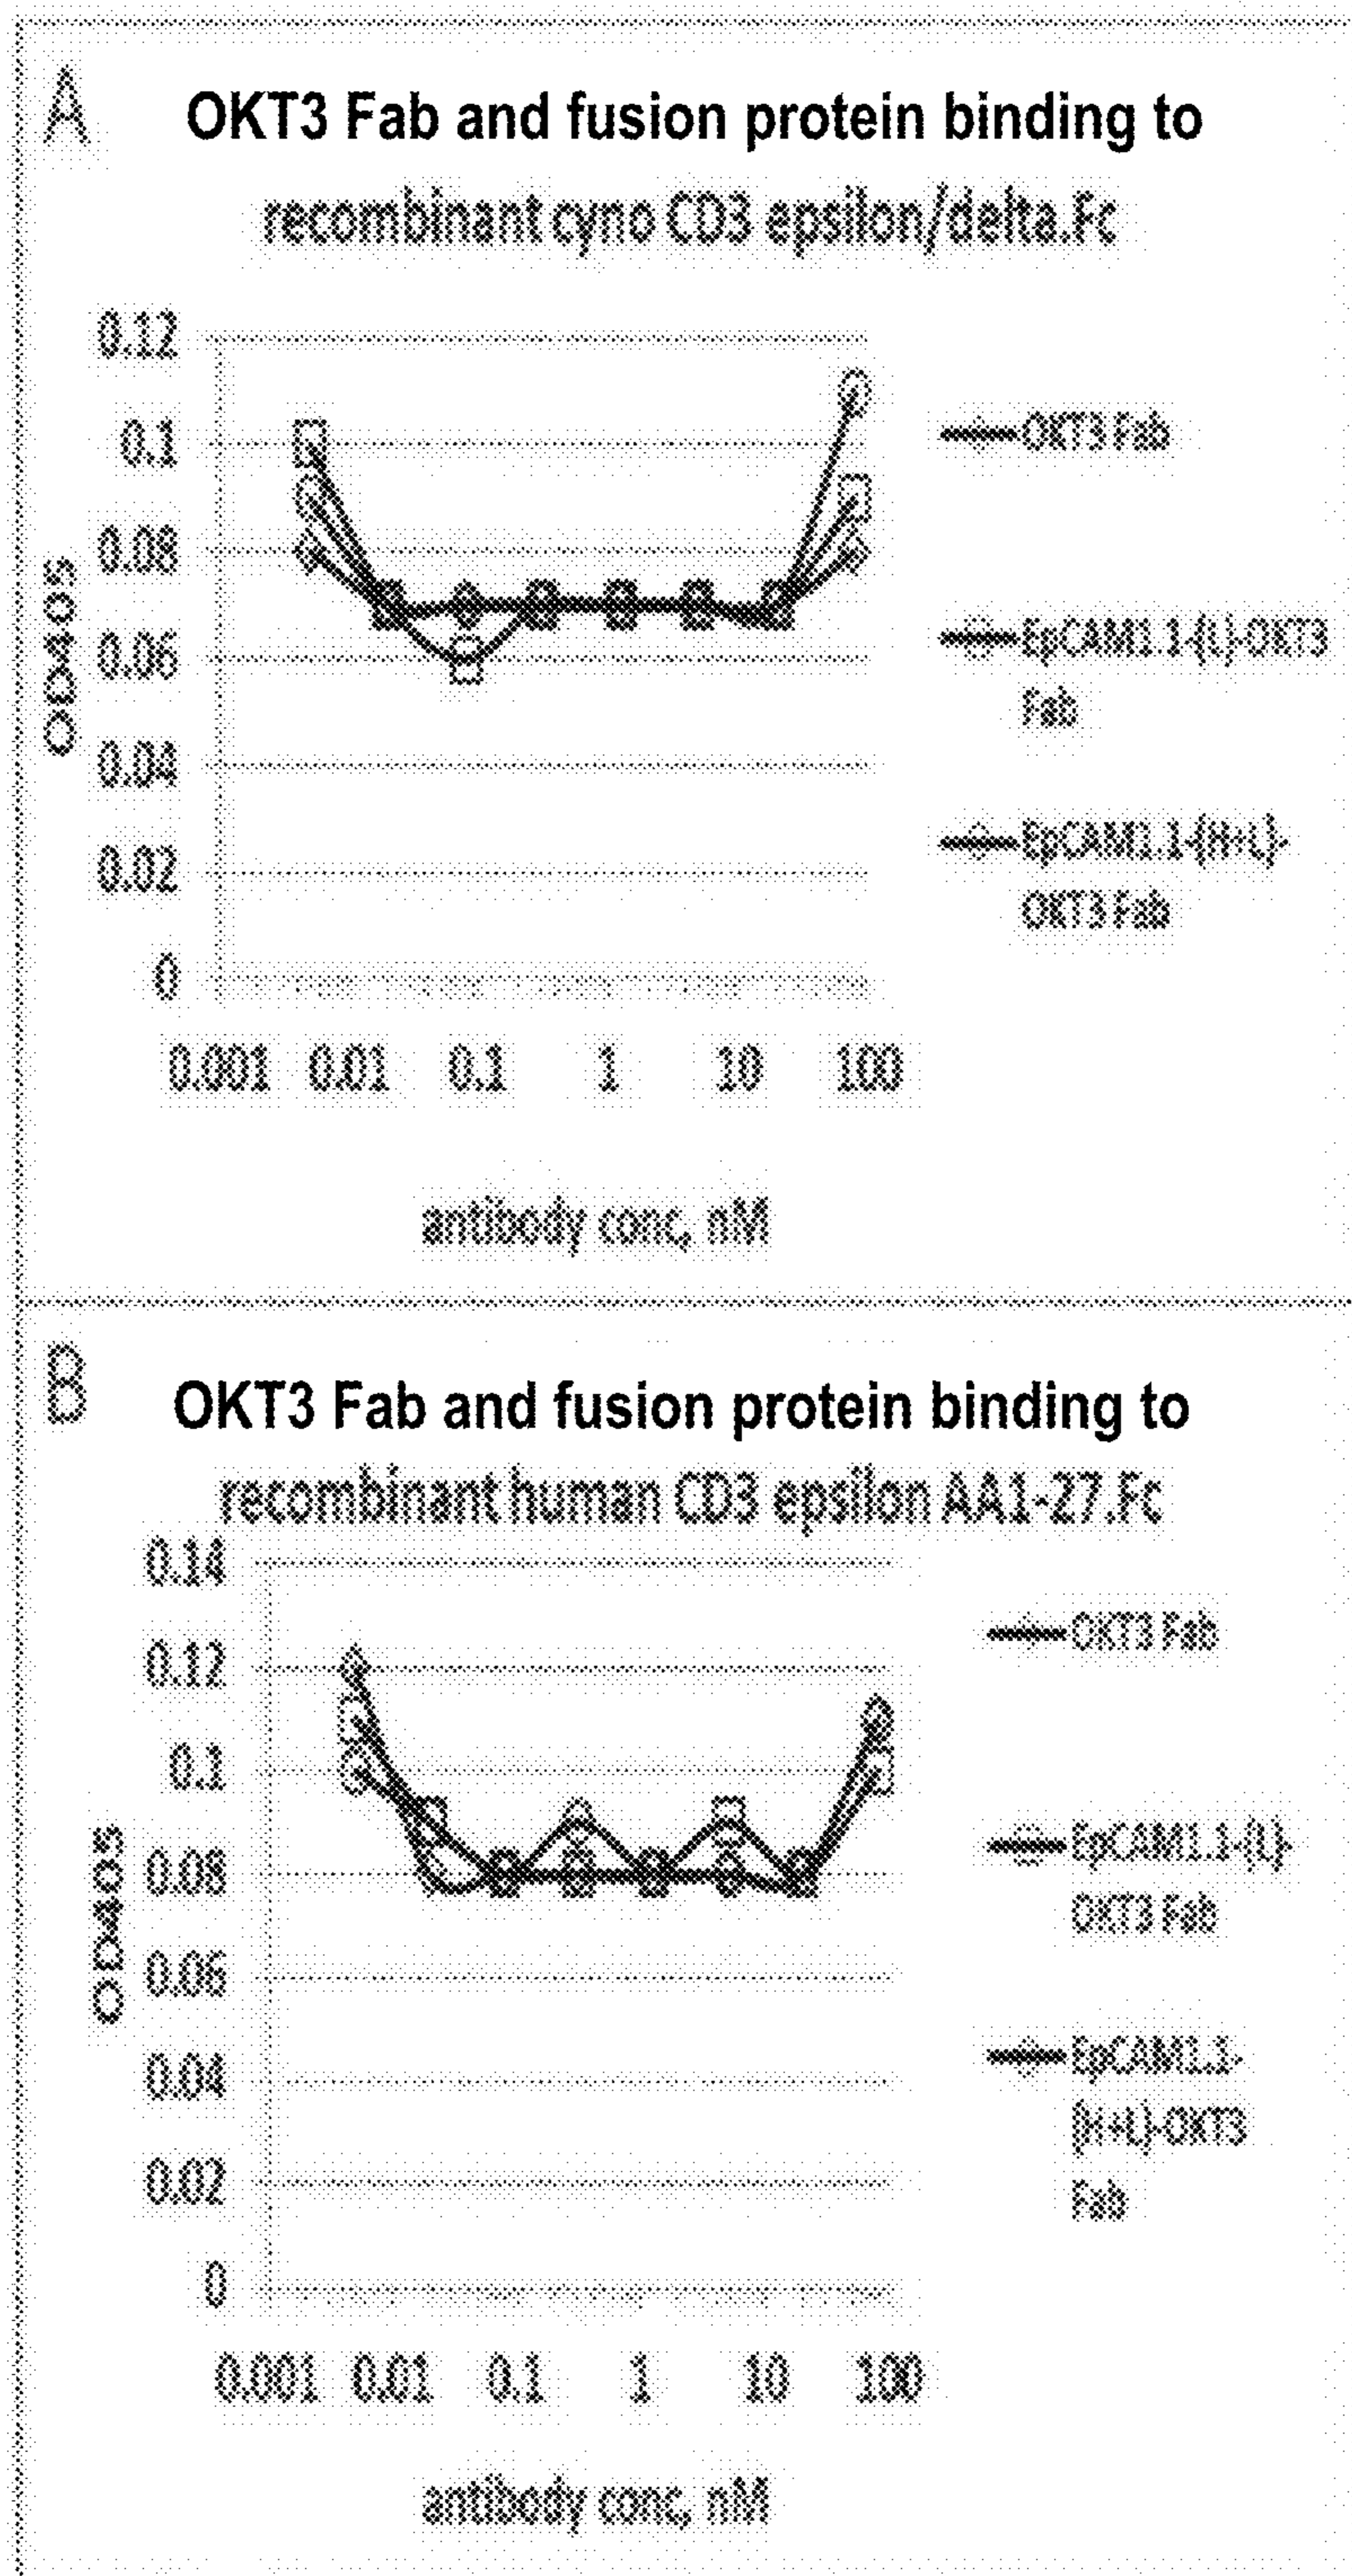 A
OKT3 Fab and fusion protein binding to
recombinant cyno CD3 epsilon/delta.Fc
0.12
0.1
0.08
0.06
0.04
0.02
0
OD405
0.001 0.01 0.1 1 10 100
antibody conc, nM
OKT3 Fab
EpCAM1.1-(L)-OKT3
Fab
EpCAM1.1-(H+L)-
OKT3 Fab
B
OKT3 Fab and fusion protein binding to
recombinant human CD3 epsilon AA1-27.Fc
0.14
0.12
0.1
0.08
0.06
0.04
0.02
0
OD405
0.001 0.01 0.1 1 10 100
antibody conc, nM
OKT3 Fab
EpCAM1.1-(L)-
OKT3 Fab
EpCAM1.1-
(H+L)-OKT3
Fab